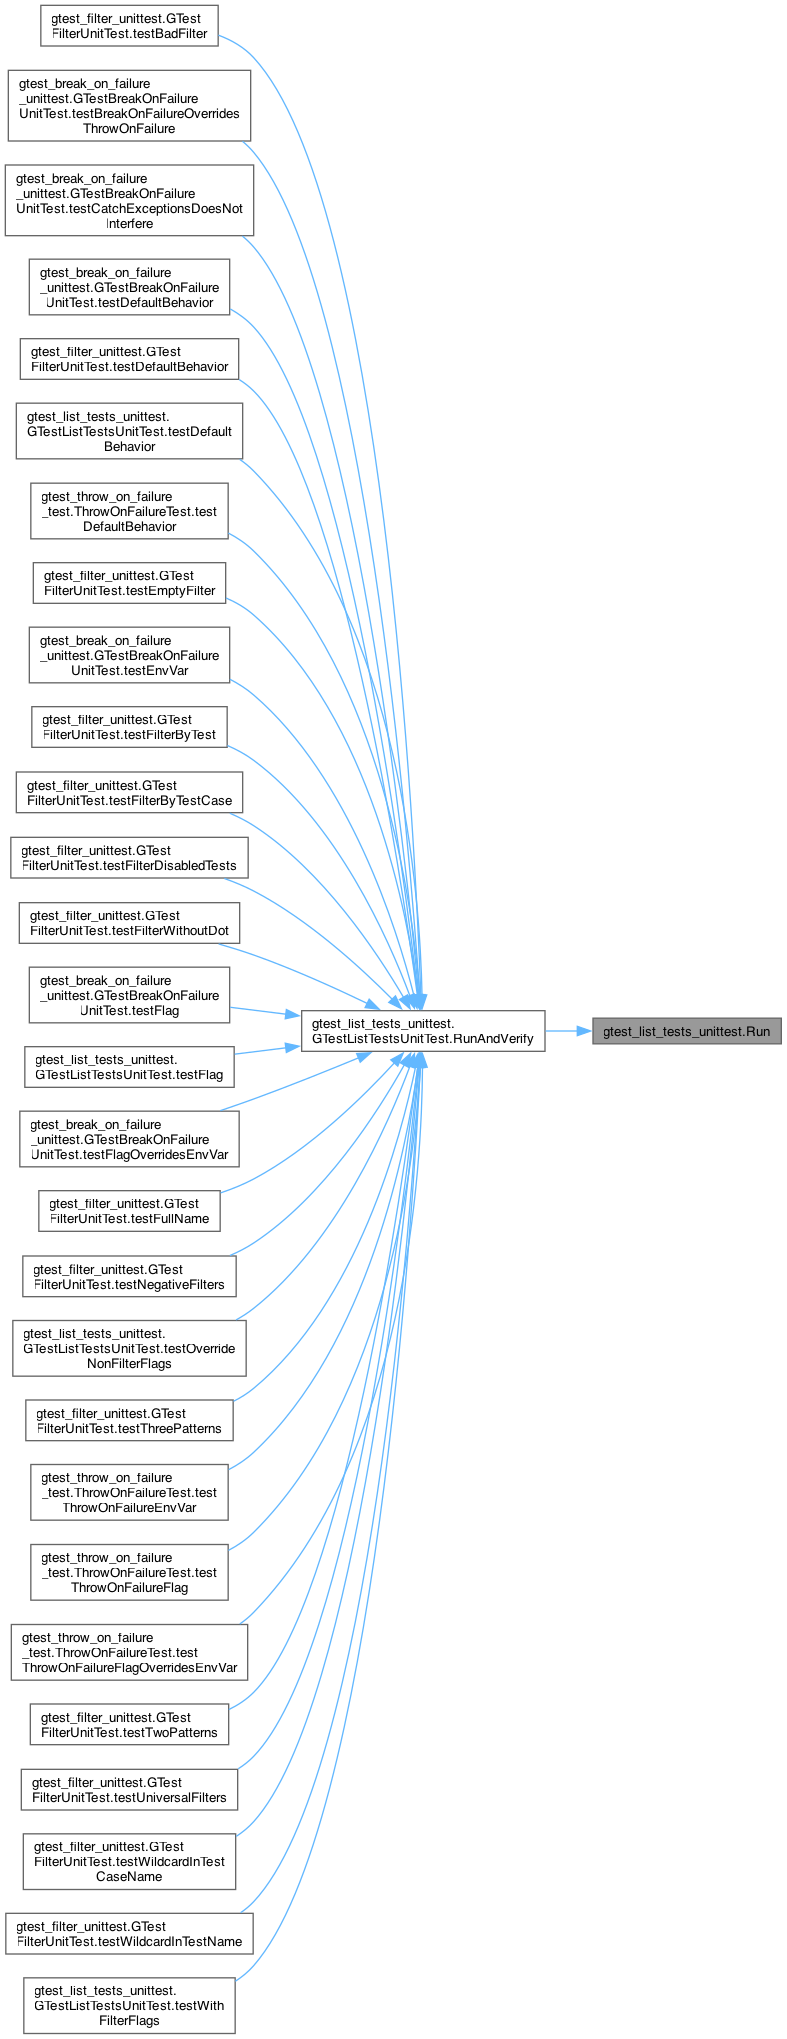 gtest_filter_unittest.GTest
FilterUnitTest.testBadFilter
gtest_break_on_failure
_unittest.GTestBreakOnFailure
UnitTest.testBreakOnFailureOverrides
ThrowOnFailure
gtest_break_on_failure
_unittest.GTestBreakOnFailure
UnitTest.testCatchExceptionsDoesNot
Interfere
gtest_break_on_failure
_unittest.GTestBreakOnFailure
UnitTest.testDefaultBehavior
gtest_filter_unittest.GTest
FilterUnitTest.testDefaultBehavior
gtest_list_tests_unittest.
GTestListTestsUnitTest.testDefault
Behavior
gtest_throw_on_failure
_test.ThrowOnFailureTest.test
DefaultBehavior
gtest_filter_unittest.GTest
FilterUnitTest.testEmptyFilter
gtest_break_on_failure
_unittest.GTestBreakOnFailure
UnitTest.testEnvVar
gtest_filter_unittest.GTest
FilterUnitTest.testFilterByTest
gtest_filter_unittest.GTest
FilterUnitTest.testFilterByTestCase
gtest_filter_unittest.GTest
FilterUnitTest.testFilterDisabledTests
gtest_filter_unittest.GTest
FilterUnitTest.testFilterWithoutDot
gtest_break_on_failure
_unittest.GTestBreakOnFailure
UnitTest.testFlag
gtest_list_tests_unittest.
GTestListTestsUnitTest.RunAndVerify
gtest_list_tests_unittest.Run
gtest_list_tests_unittest.
GTestListTestsUnitTest.testFlag
gtest_break_on_failure
_unittest.GTestBreakOnFailure
UnitTest.testFlagOverridesEnvVar
gtest_filter_unittest.GTest
FilterUnitTest.testFullName
gtest_filter_unittest.GTest
FilterUnitTest.testNegativeFilters
gtest_list_tests_unittest.
GTestListTestsUnitTest.testOverride
NonFilterFlags
gtest_filter_unittest.GTest
FilterUnitTest.testThreePatterns
gtest_throw_on_failure
_test.ThrowOnFailureTest.test
ThrowOnFailureEnvVar
gtest_throw_on_failure
_test.ThrowOnFailureTest.test
ThrowOnFailureFlag
gtest_throw_on_failure
_test.ThrowOnFailureTest.test
ThrowOnFailureFlagOverridesEnvVar
gtest_filter_unittest.GTest
FilterUnitTest.testTwoPatterns
gtest_filter_unittest.GTest
FilterUnitTest.testUniversalFilters
gtest_filter_unittest.GTest
FilterUnitTest.testWildcardInTest
CaseName
gtest_filter_unittest.GTest
FilterUnitTest.testWildcardInTestName
gtest_list_tests_unittest.
GTestListTestsUnitTest.testWith
FilterFlags